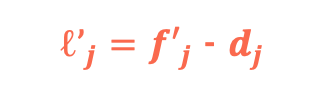 ℓ’ⱼ = f'ⱼ - dⱼ